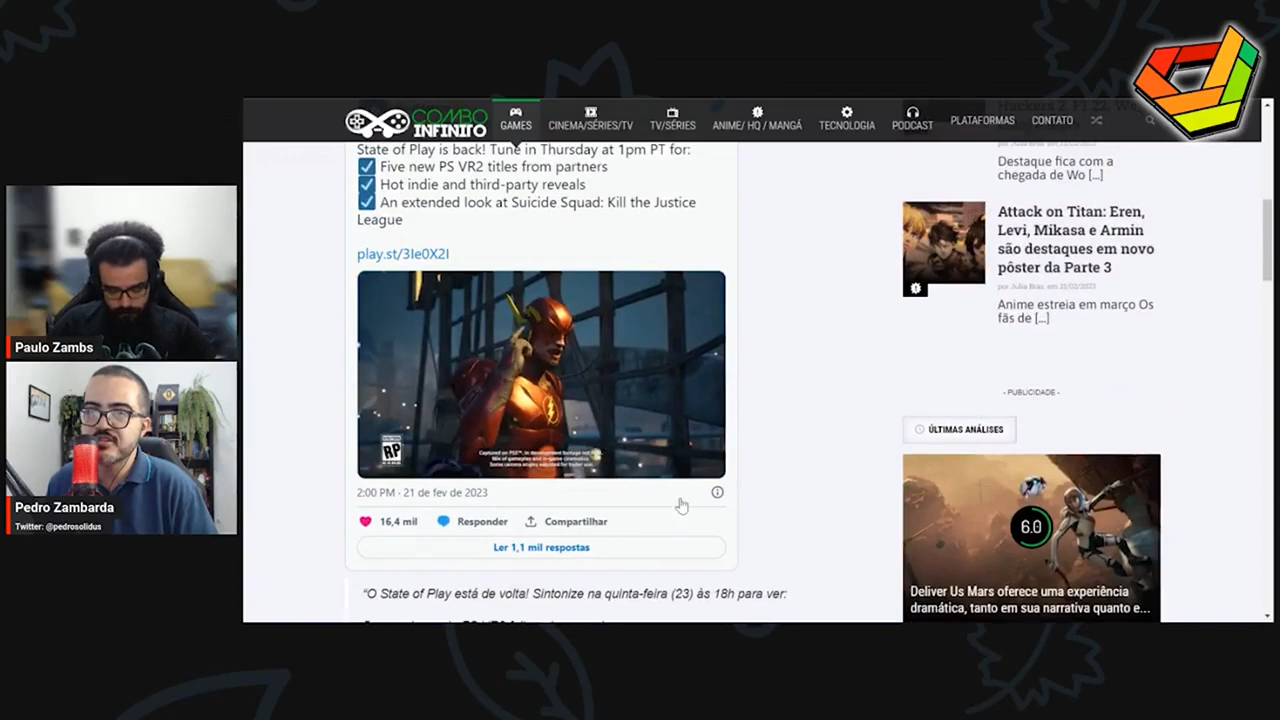 COMBO
INFINITO
GAMES
CINEMA/SÉRIES/TV
TV/SÉRIES
ANIME/ HQ / MANGÁ
TECNOLOGIA
PODCAST
PLATAFORMAS
CONTATO
State of Play is back! Tune in Thursday at 1pm PT for:
Five new PS VR2 titles from partners
Hot indie and third-party reveals
An extended look at Suicide Squad: Kill the Justice
League
play.st/3Ie0X2I
RP
2:00 PM · 21 de fev de 2023
16,4 mil
Responder
Compartilhar
Ler 1,1 mil respostas
“O State of Play está de volta! Sintonize na quinta-feira (23) às 18h para ver:
Destaque fica com a
chegada de Wo [...]
Attack on Titan: Eren,
Levi, Mikasa e Armin
são destaques em novo
pôster da Parte 3
por Julia Bras. em 21/02/2023
Anime estreia em março Os
fãs de [...]
- PUBLICIDADE -
ÚLTIMAS ANÁLISES
6.0
Deliver Us Mars oferece uma experiência
dramática, tanto em sua narrativa quanto e...
Paulo Zambs
Pedro Zambarda
Twitter: @pedrosolidus